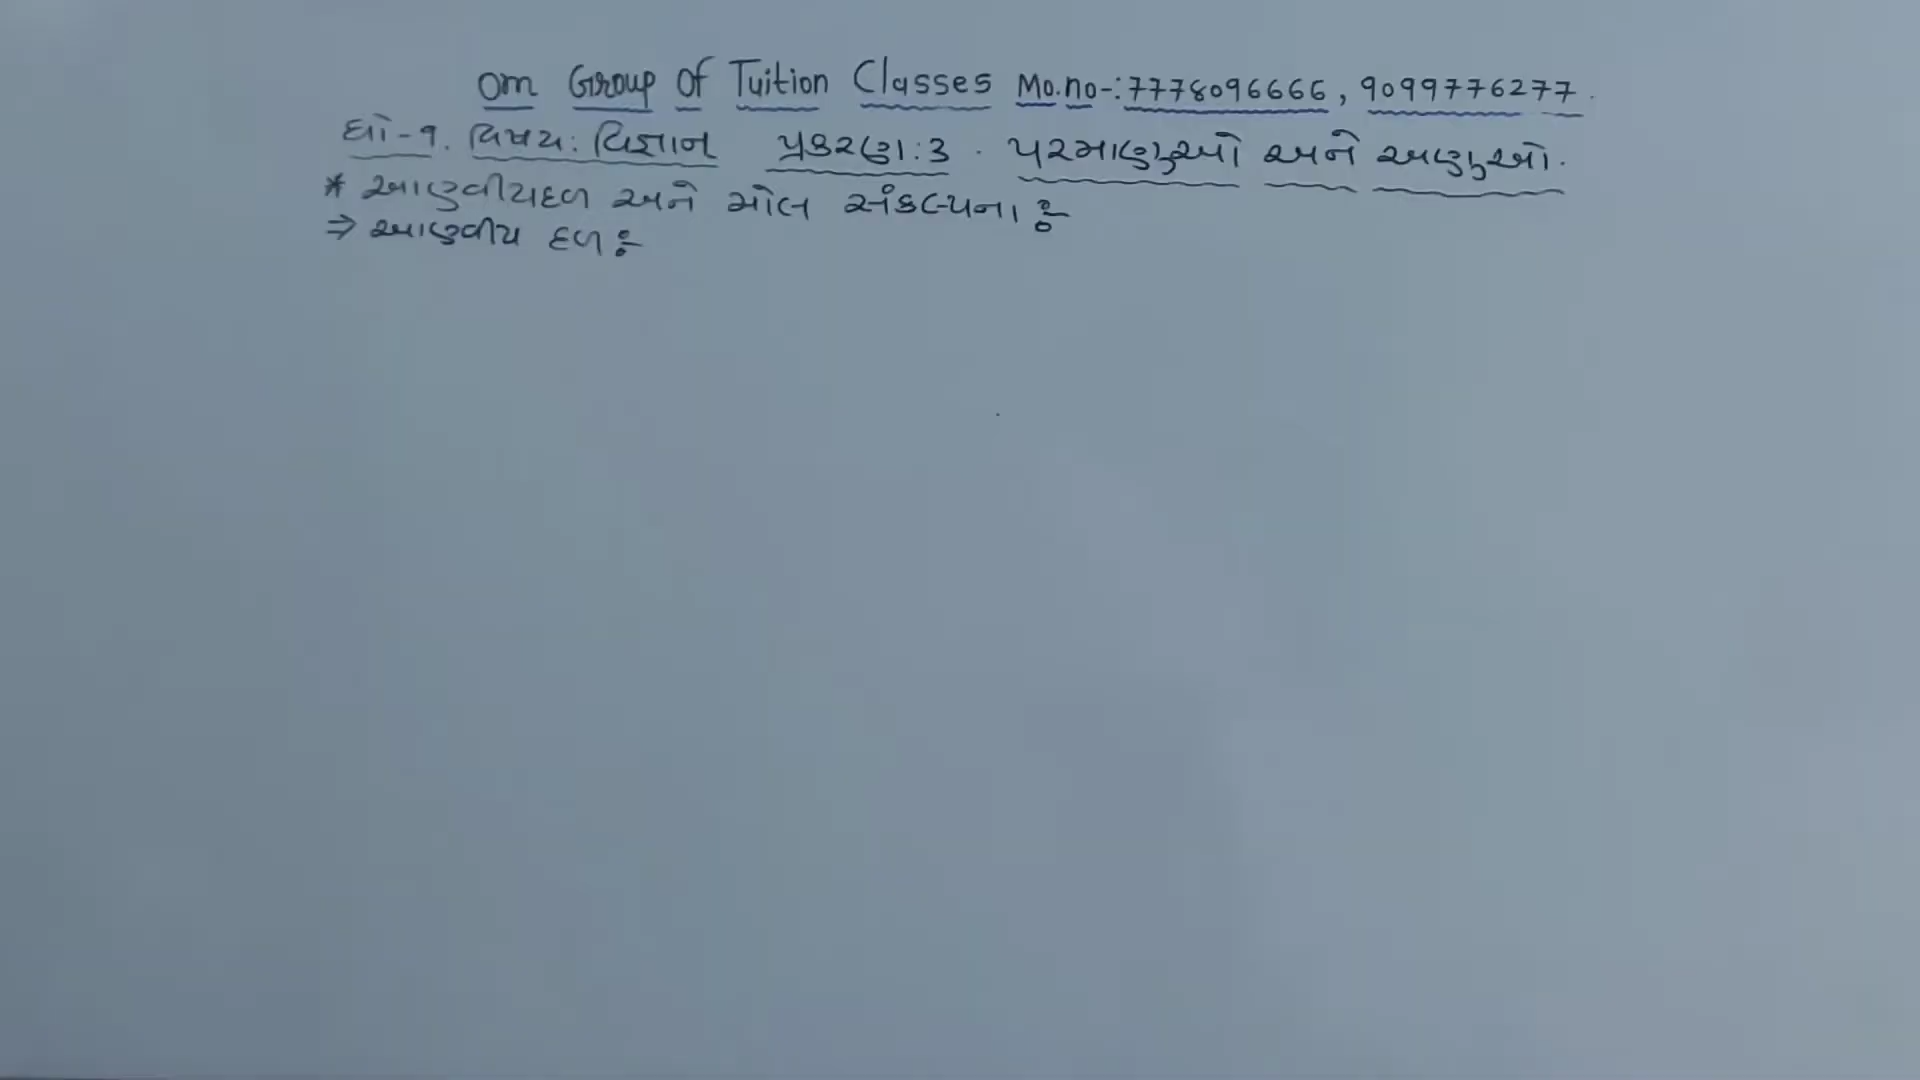 Om Group Of Tuition Classes Mo.no-:7778096666, 9099776277.
ધો-૧. વિષય: વિજ્ઞાન પ્રકરણ:૩. પરમાણુઓ અને અણુઓ.
* આણ્વીયદળ અને મોલ સંકલ્પના :-
⇒ આણ્વીય દળ :-